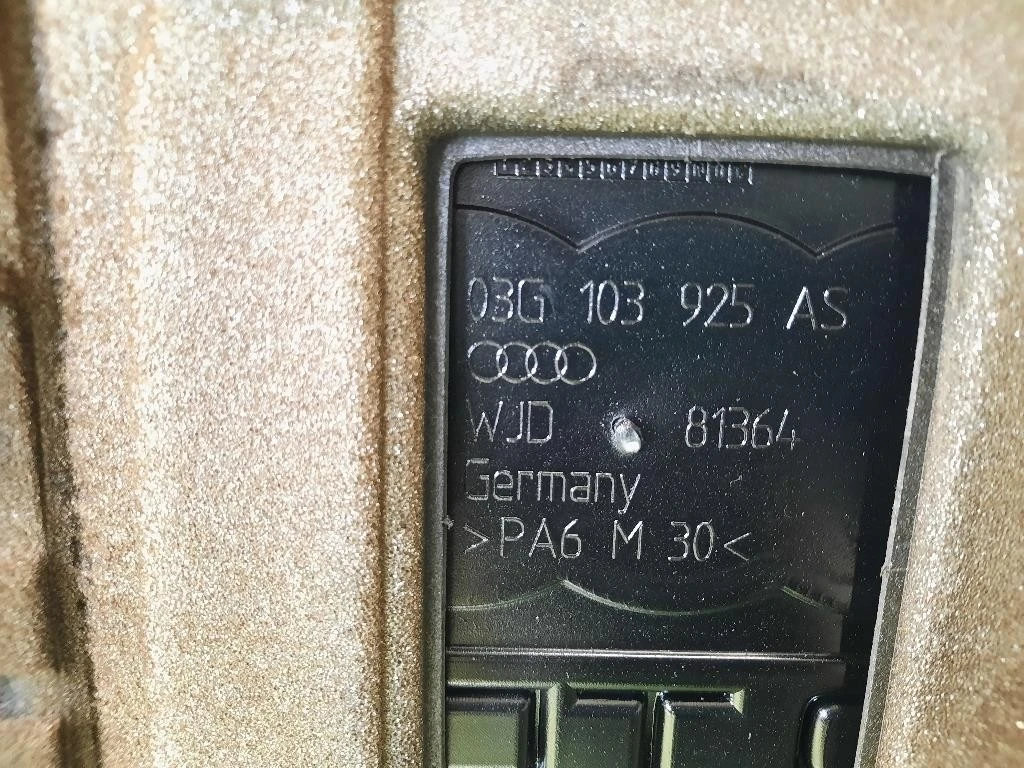 03G 103 925 AS
WJD 81364
Germany
>PA6 M 30<